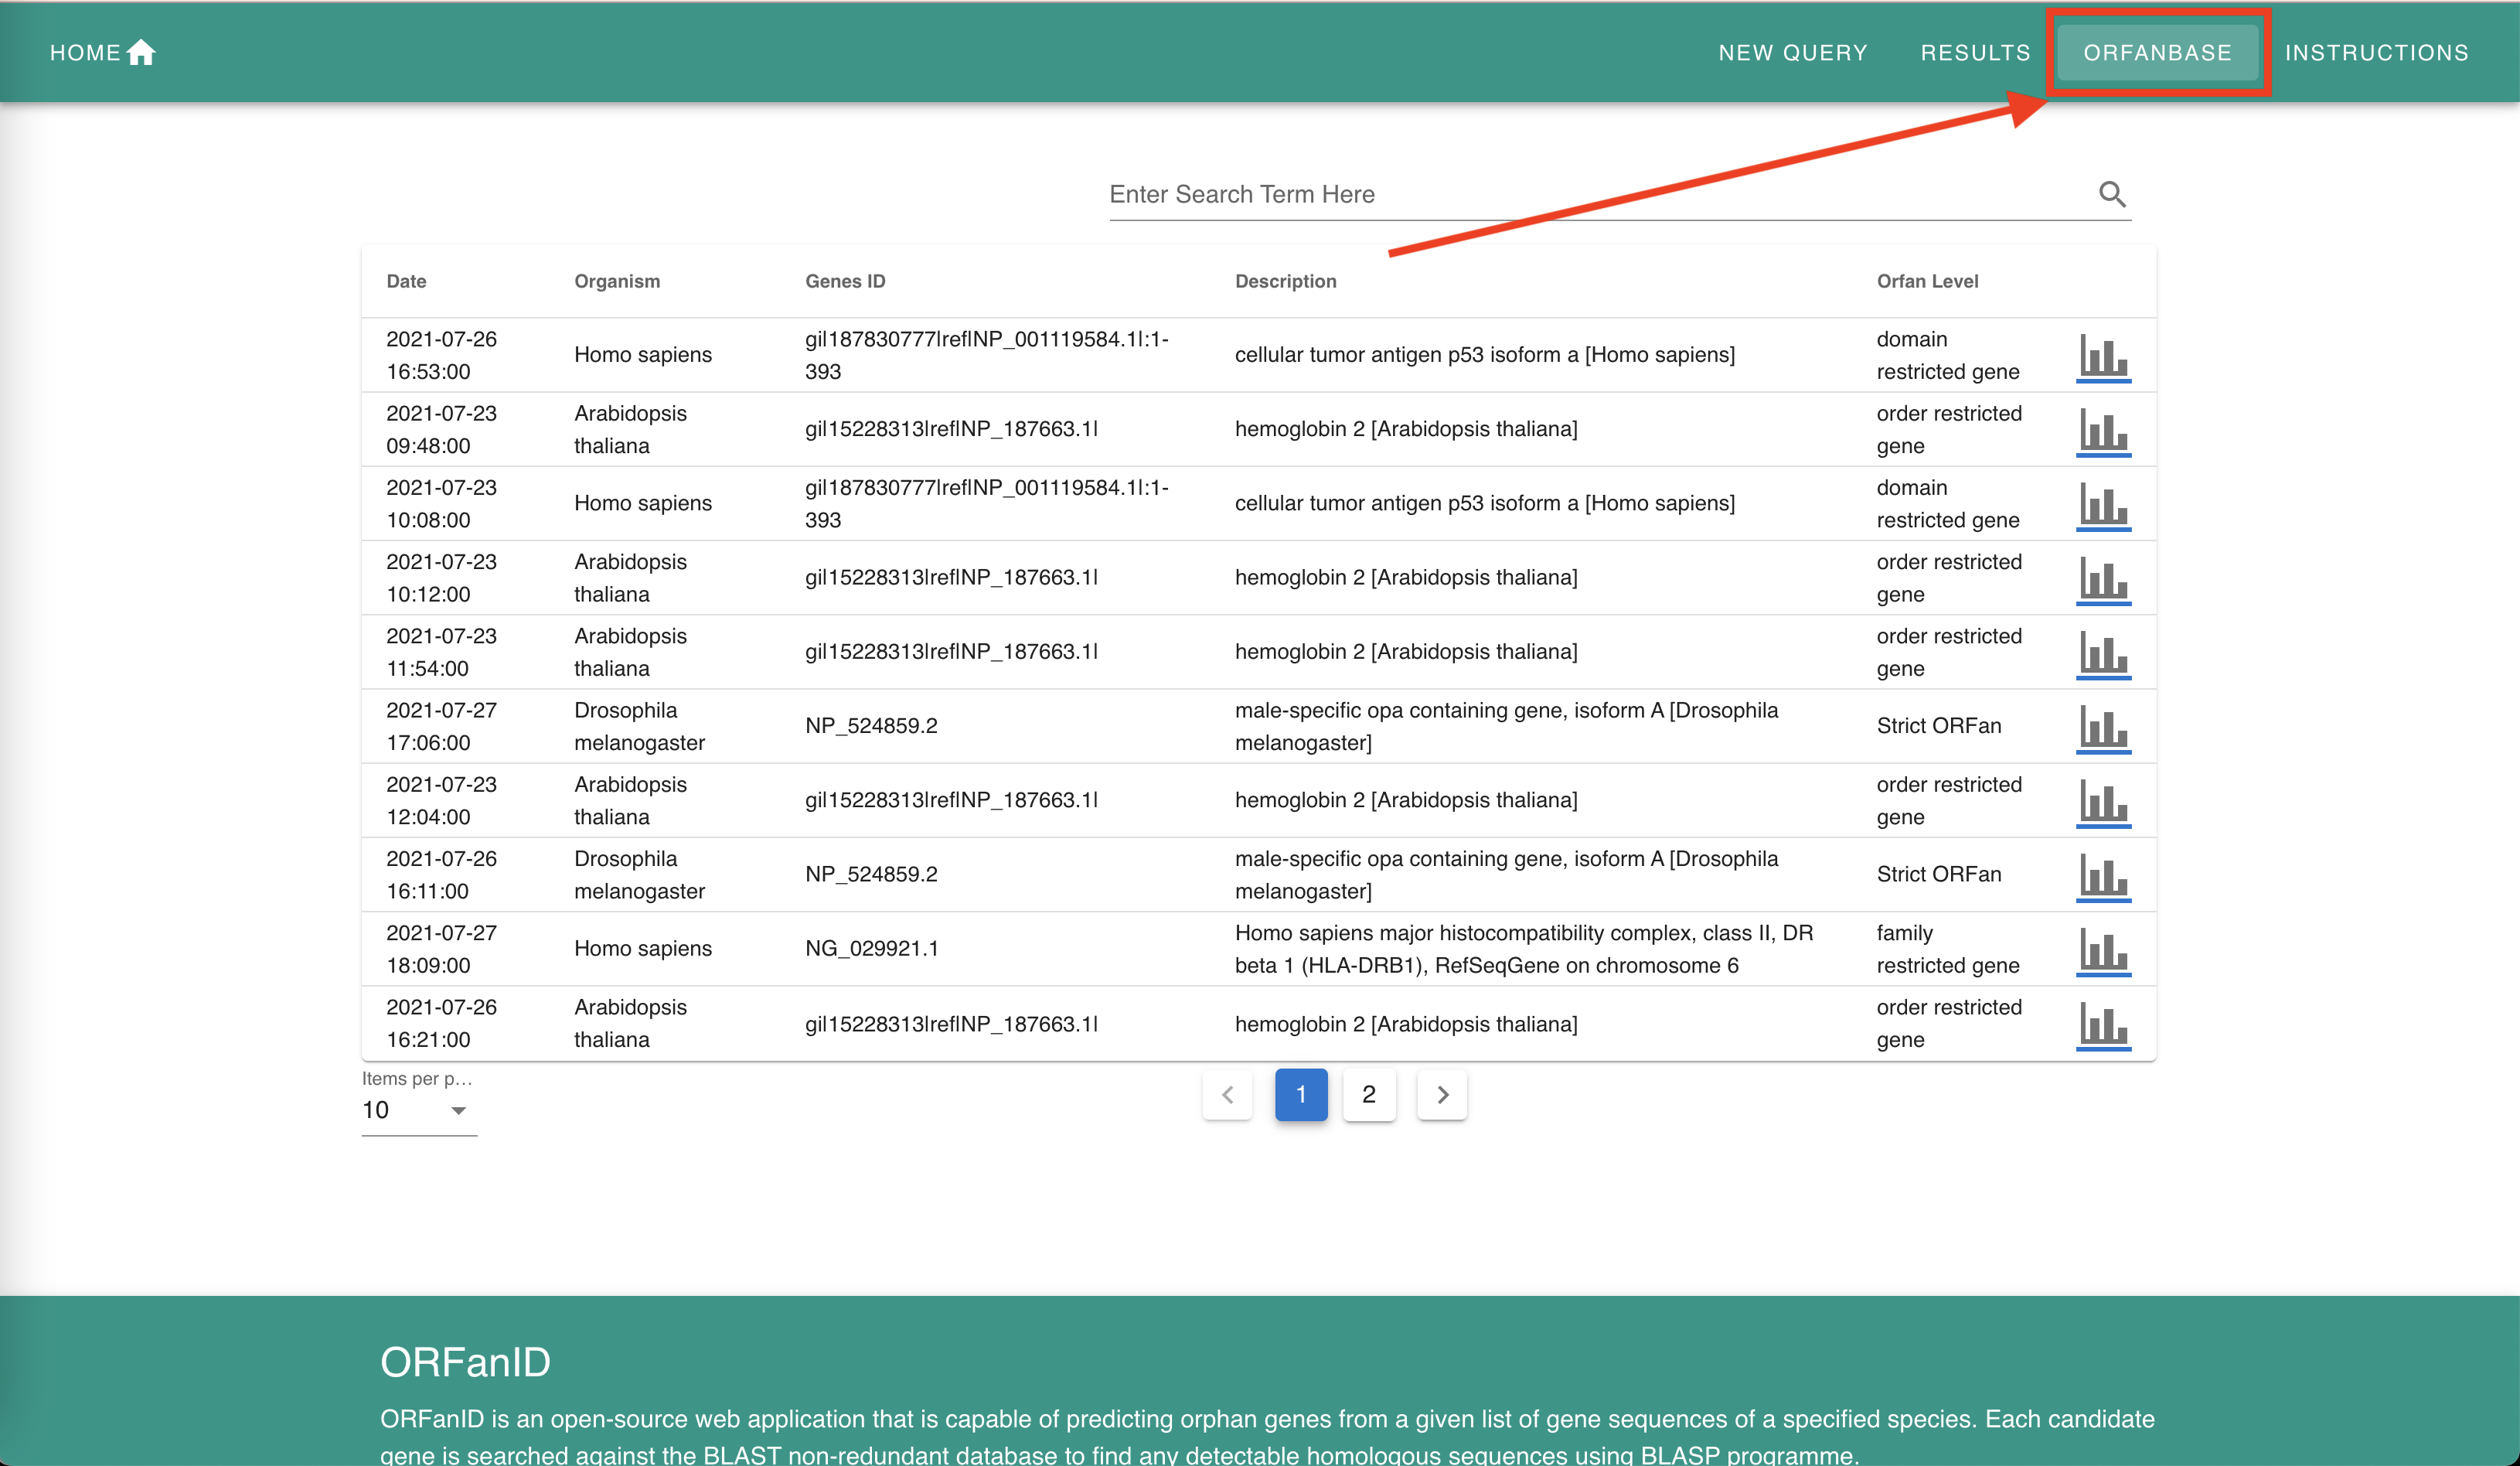 HOME
NEW QUERY
RESULTS
ORFANBASE
INSTRUCTIONS
Enter Search Term Here
Date Organism Genes ID Description Orfan Level
2021-07-26 16:53:00 Homo sapiens gi|187830777|ref|NP_001119584.1|:1-393 cellular tumor antigen p53 isoform a [Homo sapiens] domain restricted gene
2021-07-23 09:48:00 Arabidopsis thaliana gi|15228313|ref|NP_187663.1| hemoglobin 2 [Arabidopsis thaliana] order restricted gene
2021-07-23 10:08:00 Homo sapiens gi|187830777|ref|NP_001119584.1|:1-393 cellular tumor antigen p53 isoform a [Homo sapiens] domain restricted gene
2021-07-23 10:12:00 Arabidopsis thaliana gi|15228313|ref|NP_187663.1| hemoglobin 2 [Arabidopsis thaliana] order restricted gene
2021-07-23 11:54:00 Arabidopsis thaliana gi|15228313|ref|NP_187663.1| hemoglobin 2 [Arabidopsis thaliana] order restricted gene
2021-07-27 17:06:00 Drosophila melanogaster NP_524859.2 male-specific opa containing gene, isoform A [Drosophila melanogaster] Strict ORFan
2021-07-23 12:04:00 Arabidopsis thaliana gi|15228313|ref|NP_187663.1| hemoglobin 2 [Arabidopsis thaliana] order restricted gene
2021-07-26 16:11:00 Drosophila melanogaster NP_524859.2 male-specific opa containing gene, isoform A [Drosophila melanogaster] Strict ORFan
2021-07-27 18:09:00 Homo sapiens NG_029921.1 Homo sapiens major histocompatibility complex, class II, DR beta 1 (HLA-DRB1), RefSeqGene on chromosome 6 family restricted gene
2021-07-26 16:21:00 Arabidopsis thaliana gi|15228313|ref|NP_187663.1| hemoglobin 2 [Arabidopsis thaliana] order restricted gene
Items per p...
10
1 2
ORFanID
ORFanID is an open-source web application that is capable of predicting orphan genes from a given list of gene sequences of a specified species. Each candidate
gene is searched against the BLAST non-redundant database to find any detectable homologous sequences using BLASP programme.